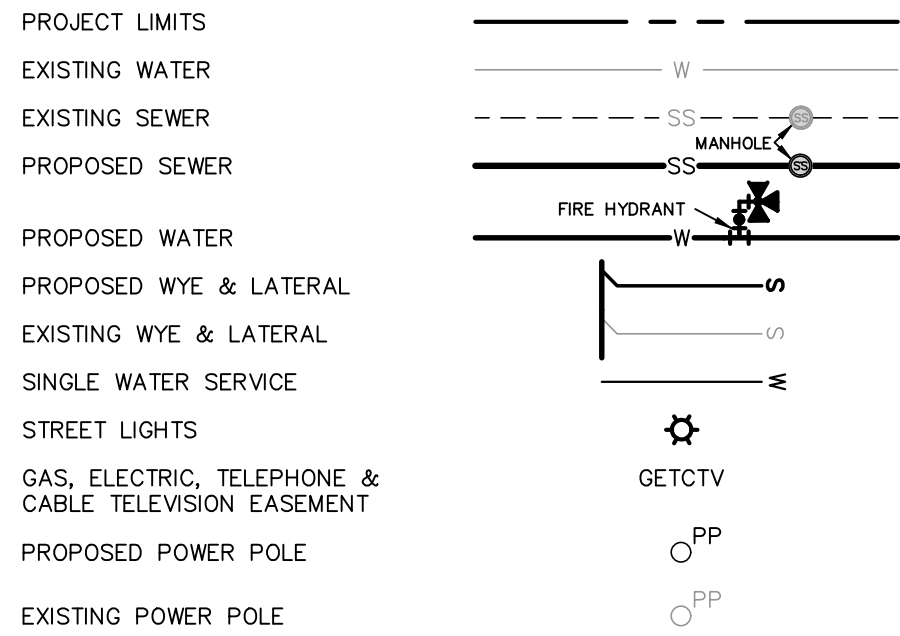 PROJECT LIMITS
EXISTING WATER W
EXISTING SEWER SS SS
MANHOLE
PROPOSED SEWER SS SS
FIRE HYDRANT
PROPOSED WATER W
PROPOSED WYE & LATERAL S
EXISTING WYE & LATERAL S
SINGLE WATER SERVICE W
STREET LIGHTS
GAS, ELECTRIC, TELEPHONE & GETCTV
CABLE TELEVISION EASEMENT
PROPOSED POWER POLE PP
EXISTING POWER POLE PP